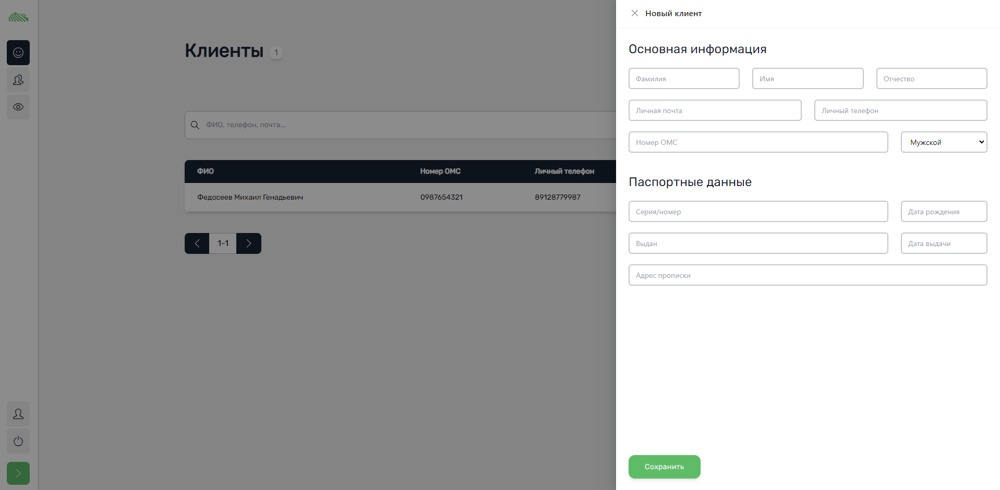 Клиенты 1
ФИО, телефон, почта...
ФИО Номер ОМС Личный телефон
Федосеев Михаил Генадьевич 0987654321 89128779987
1-1
Новый клиент
Основная информация
Фамилия Имя Отчество
Личная почта Личный телефон
Номер ОМС Мужской
Паспортные данные
Серия/номер Дата рождения
Выдан Дата выдачи
Адрес прописки
Сохранить